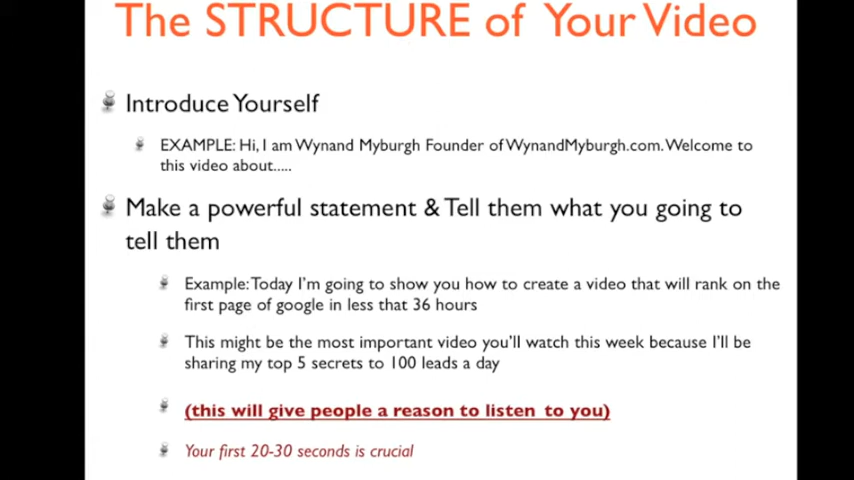 The STRUCTURE of Your Video
Introduce Yourself
EXAMPLE: Hi, I am Wynand Myburgh Founder of WynandMyburgh.com. Welcome to
this video about.....
Make a powerful statement & Tell them what you going to
tell them
Example: Today I'm going to show you how to create a video that will rank on the
first page of google in less that 36 hours
This might be the most important video you'll watch this week because I'll be
sharing my top 5 secrets to 100 leads a day
(this will give people a reason to listen to you)
Your first 20-30 seconds is crucial